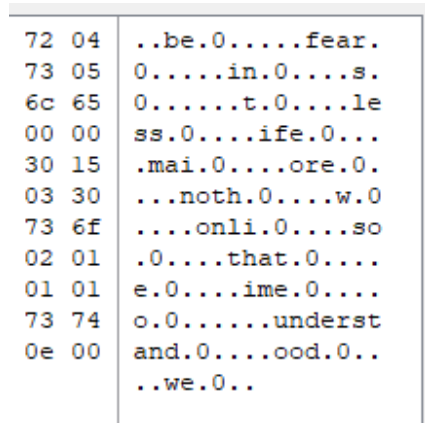 72 04 ..be.0.....fear.
73 05 0.....in.0....s.
6c 65 0......t.0....le
00 00 ss.0....ife.0...
30 15 .mai.0....ore.0.
03 30 ...noth.0....w.0
73 6f ....onli.0....so
02 01 .0....that.0....
01 01 e.0....ime.0....
73 74 o.0......underst
0e 00 and.0....ood.0..
..we.0..